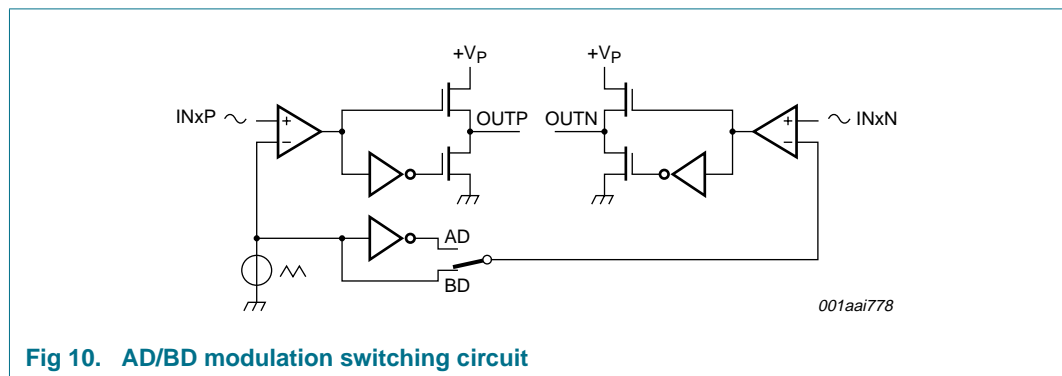 +VP +VP
INxP + OUTP OUTN + INxN
− −
AD
BD
001aai778
Fig 10. AD/BD modulation switching circuit